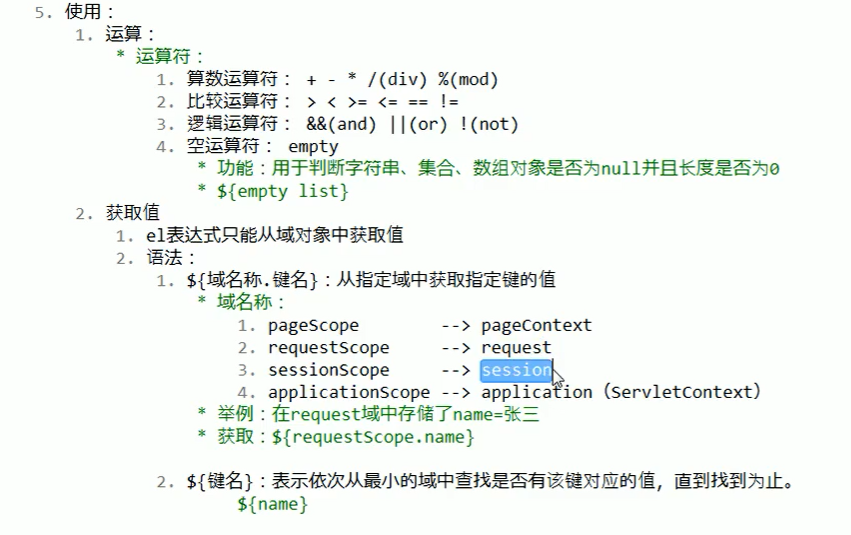 5. 使用：
1. 运算：
* 运算符：
1. 算数运算符： + - * /(div) %(mod)
2. 比较运算符： > < >= <= == !=
3. 逻辑运算符： &&(and) ||(or) !(not)
4. 空运算符： empty
* 功能：用于判断字符串、集合、数组对象是否为null并且长度是否为0
* ${empty list}
2. 获取值
1. el表达式只能从域对象中获取值
2. 语法：
1. ${域名称.键名}：从指定域中获取指定键的值
* 域名称：
1. pageScope --> pageContext
2. requestScope --> request
3. sessionScope --> session
4. applicationScope --> application（ServletContext）
* 举例：在request域中存储了name=张三
* 获取：${requestScope.name}
2. ${键名}：表示依次从最小的域中查找是否有该键对应的值，直到找到为止。
${name}